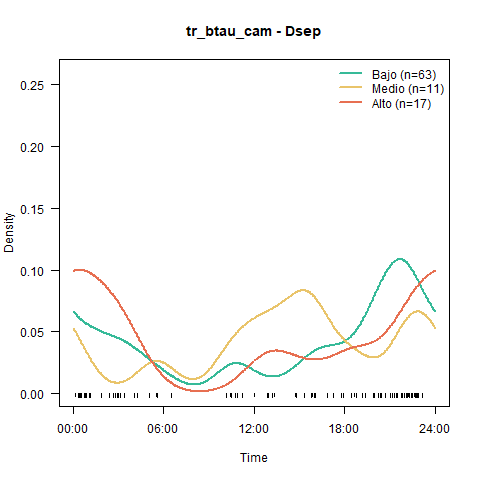 tr_btau_cam - Dsep
Bajo (n=63)
Medio (n=11)
Alto (n=17)
0.25
0.20
0.15
0.10
0.05
0.00
Density
00:00 06:00 12:00 18:00 24:00
Time